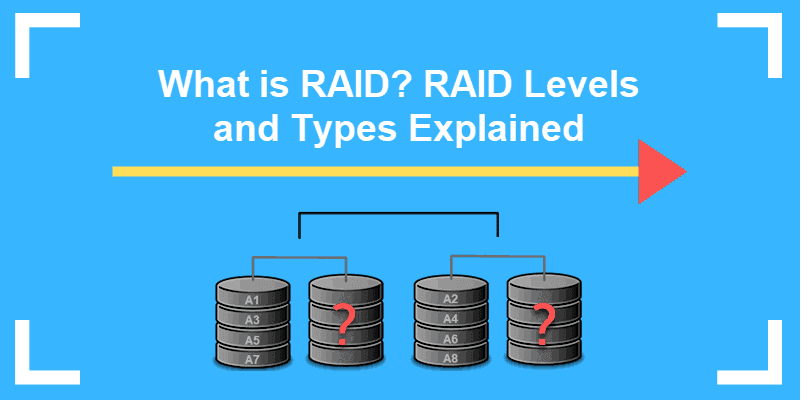 What is RAID? RAID Levels
and Types Explained
A1
A3
A5
A7
?
A2
A4
A6
A8
?